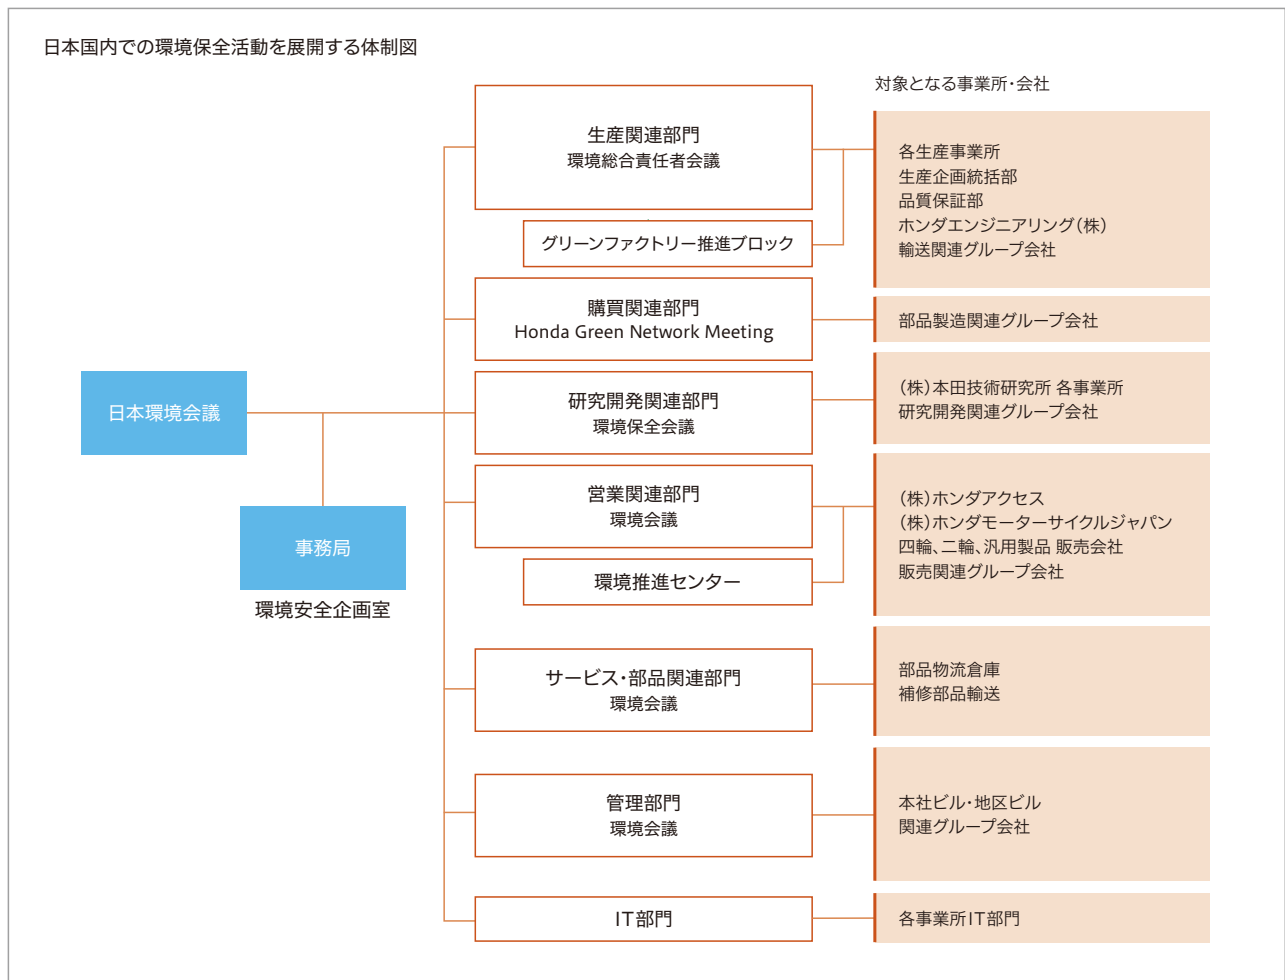 日本国内での環境保全活動を展開する体制図
対象となる事業所・会社
生産関連部門
環境総合責任者会議
グリーンファクトリー推進ブロック
各生産事業所
生産企画統括部
品質保証部
ホンダエンジニアリング(株)
輸送関連グループ会社
購買関連部門
Honda Green Network Meeting
部品製造関連グループ会社
日本環境会議
事務局
環境安全企画室
研究開発関連部門
環境保全会議
(株)本田技術研究所 各事業所
研究開発関連グループ会社
営業関連部門
環境会議
環境推進センター
(株)ホンダアクセス
(株)ホンダモーターサイクルジャパン
四輪、二輪、汎用製品 販売会社
販売関連グループ会社
サービス・部品関連部門
環境会議
部品物流倉庫
補修部品輸送
管理部門
環境会議
本社ビル・地区ビル
関連グループ会社
IT部門
各事業所IT部門